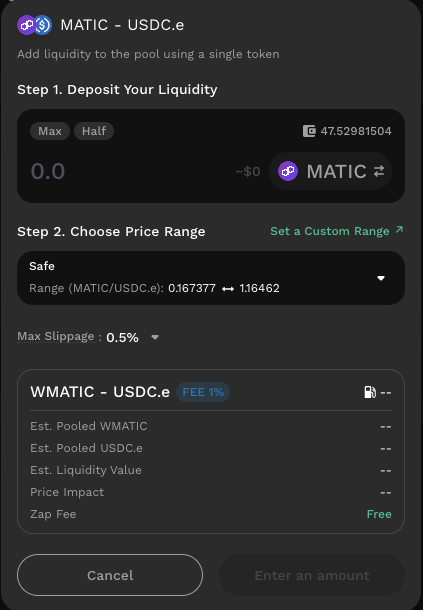 MATIC - USDC.e
Add liquidity to the pool using a single token
Step 1. Deposit Your Liquidity
Max Half 47.52981504
0.0 ~$0 MATIC
Step 2. Choose Price Range Set a Custom Range ↗
Safe
Range (MATIC/USDC.e): 0.167377 ↔ 1.16462
Max Slippage : 0.5%
WMATIC - USDC.e FEE 1% --
Est. Pooled WMATIC --
Est. Pooled USDC.e --
Est. Liquidity Value --
Price Impact --
Zap Fee Free
Cancel Enter an amount